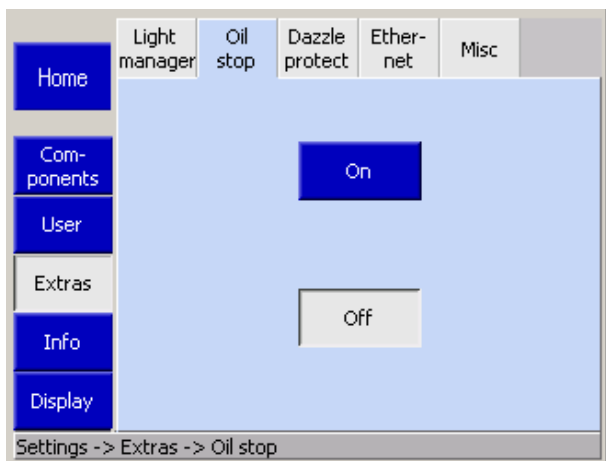 Home
Light
manager
Oil
stop
Dazzle
protect
Ether-
net
Misc
Com-
ponents
User
Extras
Info
Display
On
Off
Settings -> Extras -> Oil stop